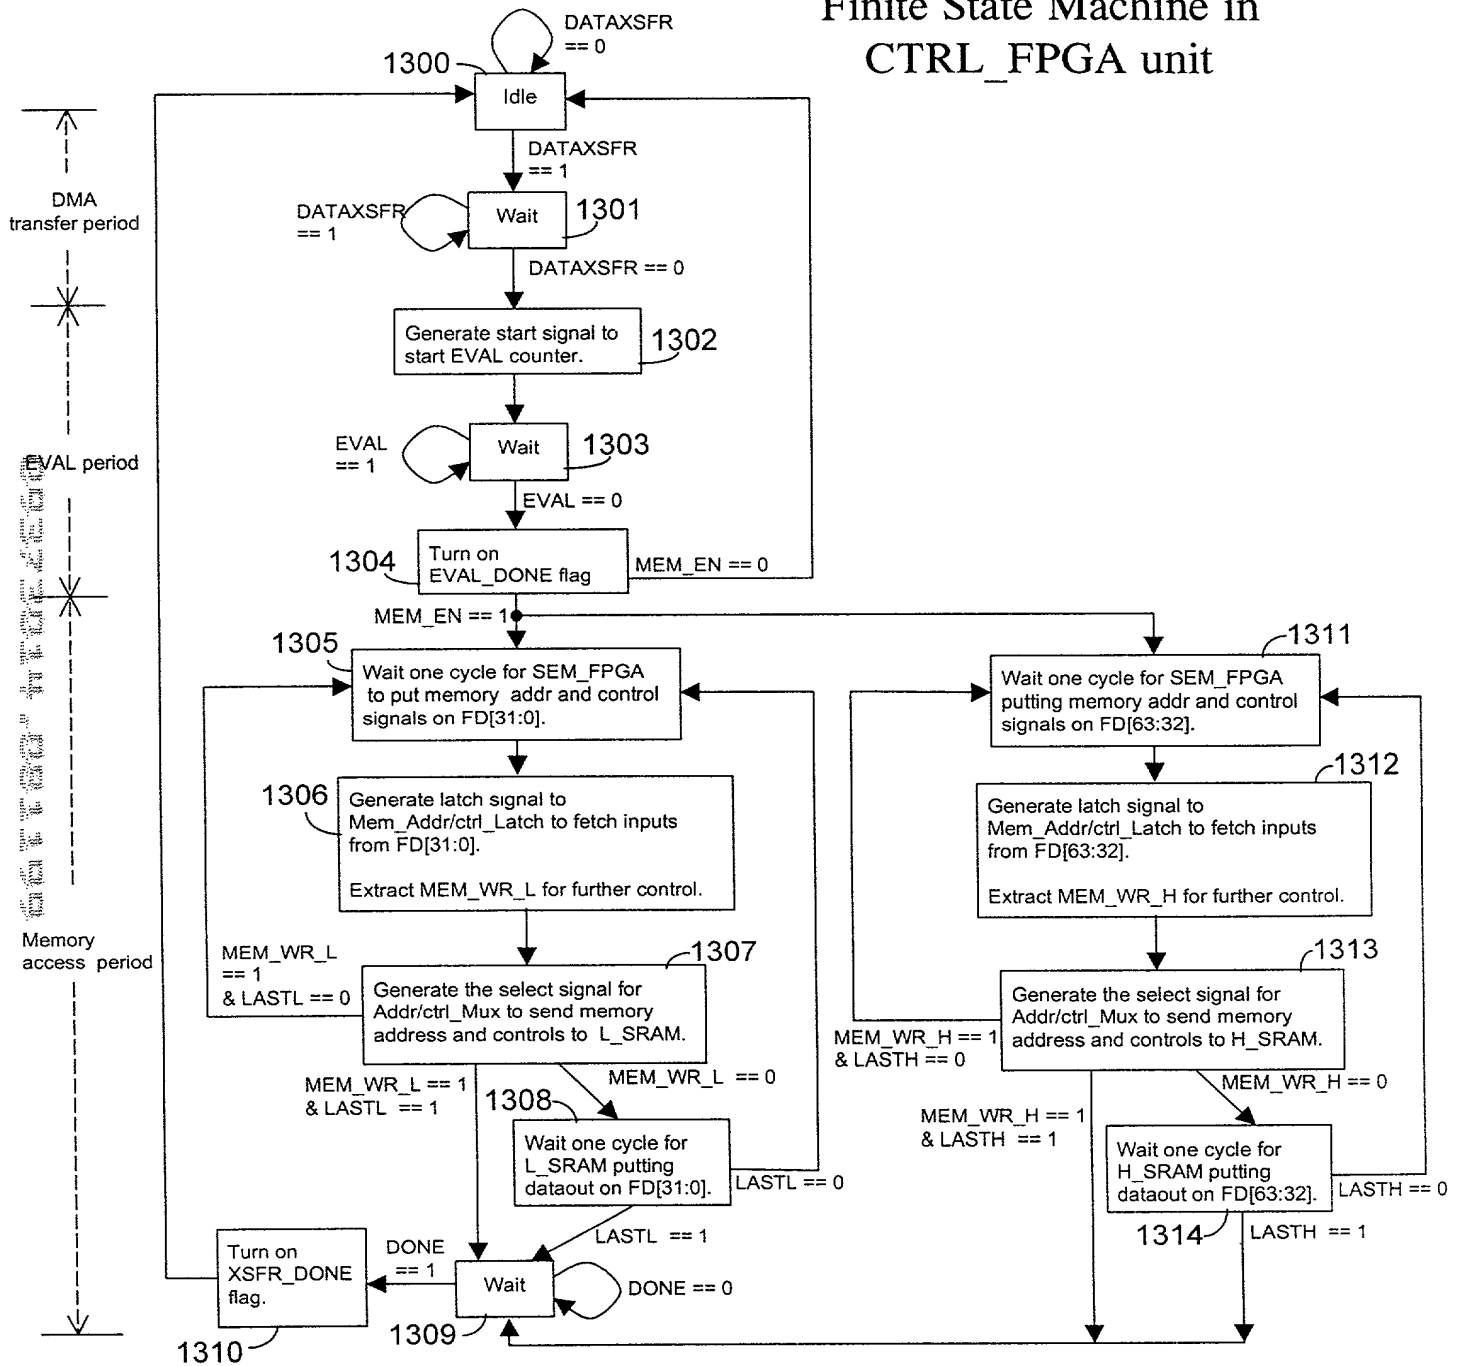 Finite State Machine in
CTRL_FPGA unit
DATAXSFR
== 0
1300
Idle
DATAXSFR
== 1
DMA
transfer period
DATAXSFR
== 1
Wait
1301
DATAXSFR == 0
Generate start signal to
start EVAL counter.
1302
EVAL period
EVAL
== 1
Wait
1303
EVAL == 0
1304
Turn on
EVAL_DONE flag
MEM_EN == 0
MEM_EN == 1
1305
Wait one cycle for SEM_FPGA
to put memory addr and control
signals on FD[31:0].
1311
Wait one cycle for SEM_FPGA
putting memory addr and control
signals on FD[63:32].
1306
Generate latch signal to
Mem_Addr/ctrl_Latch to fetch inputs
from FD[31:0].
Extract MEM_WR_L for further control.
1312
Generate latch signal to
Mem_Addr/ctrl_Latch to fetch inputs
from FD[63:32].
Extract MEM_WR_H for further control.
Memory
access period
MEM_WR_L
== 1
& LASTL == 0
1307
Generate the select signal for
Addr/ctrl_Mux to send memory
address and controls to L_SRAM.
1313
Generate the select signal for
Addr/ctrl_Mux to send memory
address and controls to H_SRAM.
MEM_WR_H == 1
& LASTH == 0
MEM_WR_L == 1
& LASTL == 1
MEM_WR_L == 0
1308
Wait one cycle for
L_SRAM putting
dataout on FD[31:0].
LASTL == 0
LASTL == 1
MEM_WR_H == 1
& LASTH == 1
MEM_WR_H == 0
Wait one cycle for
H_SRAM putting
dataout on FD[63:32].
1314
LASTH == 0
LASTH == 1
Turn on
XSFR_DONE
flag.
1310
DONE
== 1
Wait
1309
DONE == 0